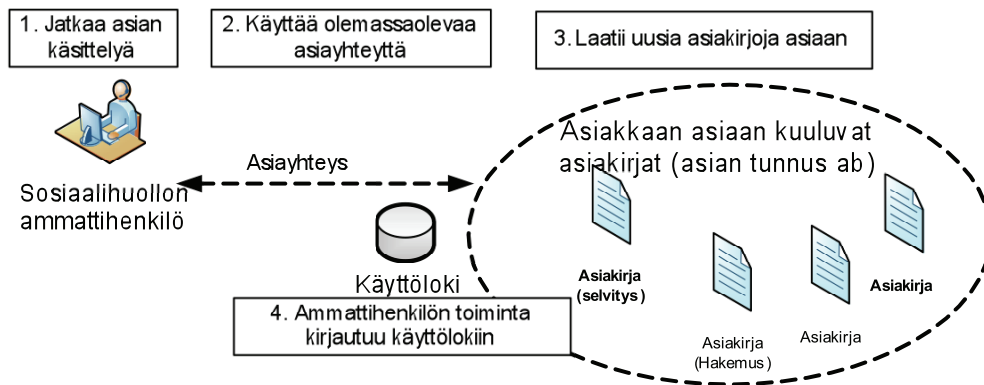 1. Jatkaa asian
käsittelyä
2. Käyttää olemassaolevaa
asiayhteyttä
3. Laatii uusia asiakirjoja asiaan
Asiakkaan asiaan kuuluvat
asiakirjat (asian tunnus ab)
Asiayhteys
Sosiaalihuollon
ammattihenkilö
Käyttöloki
Asiakirja
(selvitys)
Asiakirja
(Hakemus)
Asiakirja
Asiakirja
4. Ammattihenkilön toiminta
kirjautuu käyttölokiin